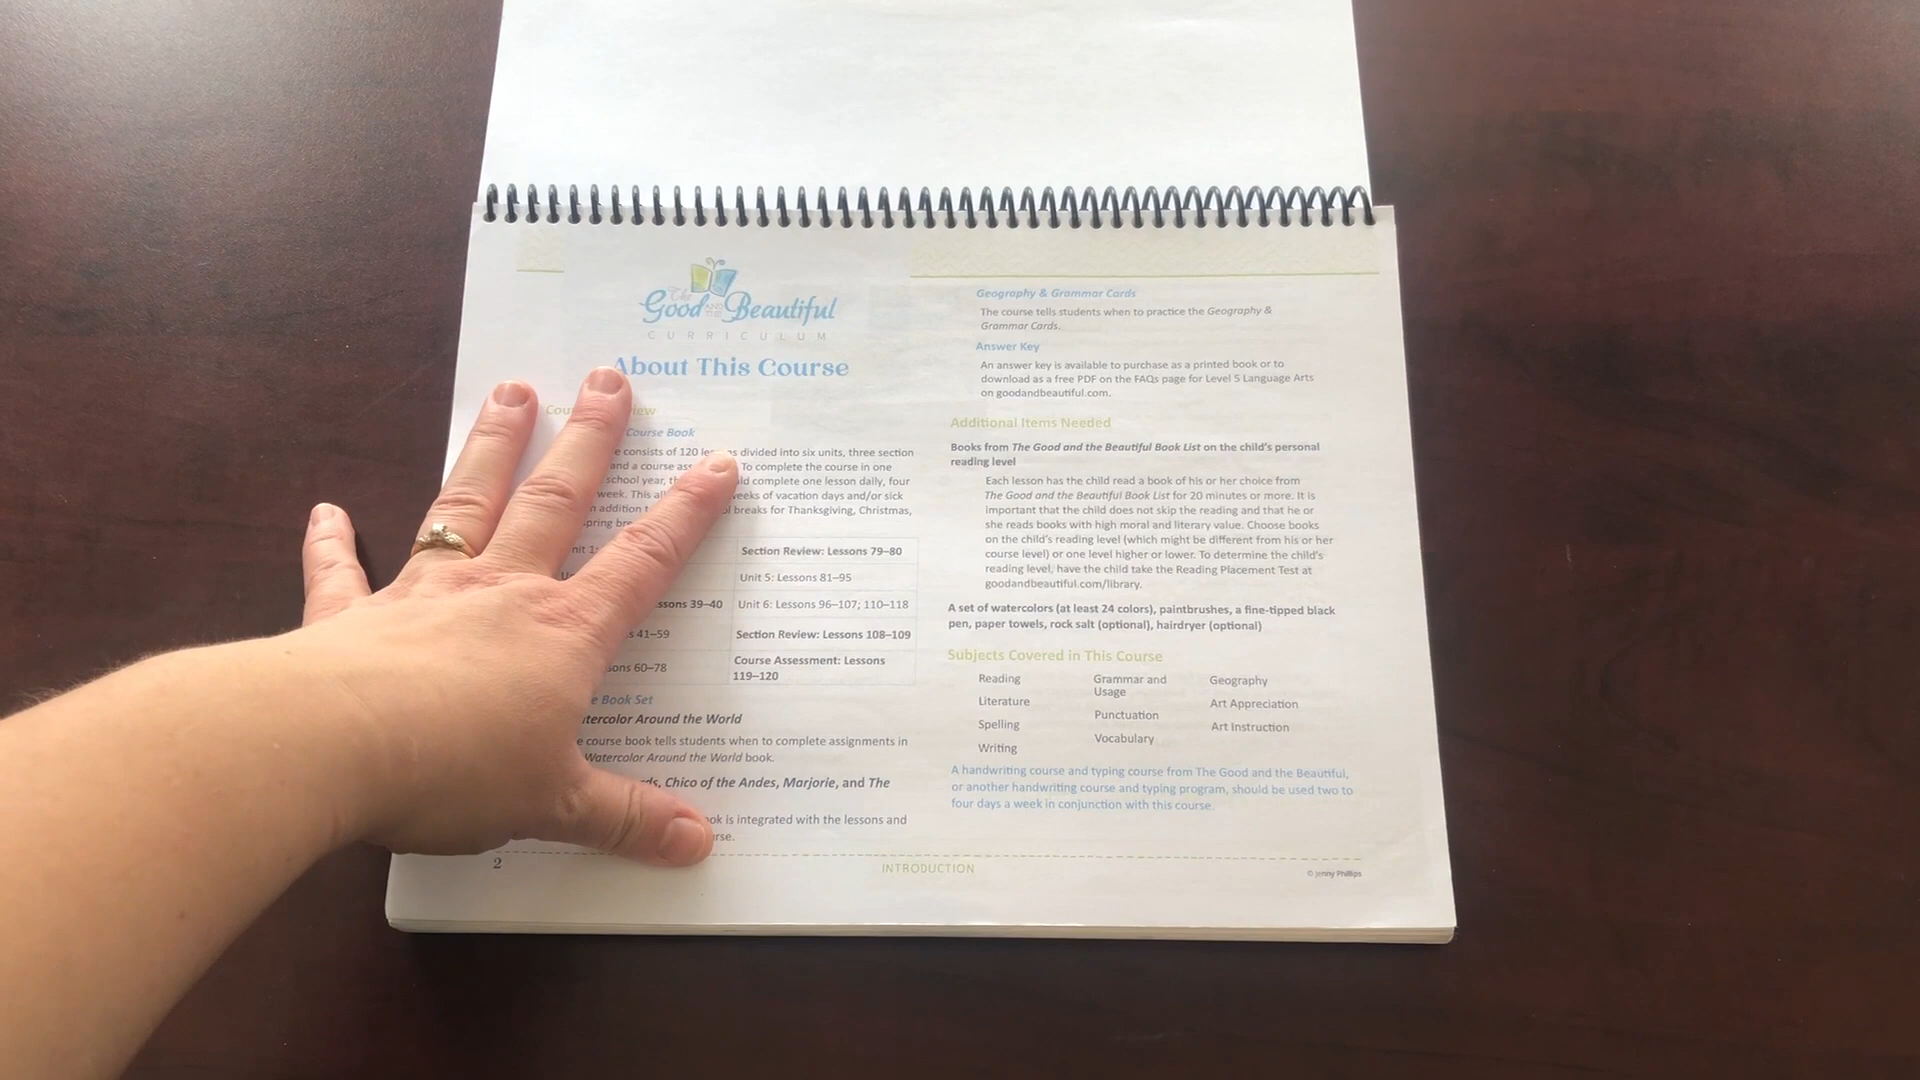 The
Good AND THE Beautiful
CURRICULUM
About This Course
Course Book
consists of 120 divided into six units, three section
and a course To complete the course in one
school year, complete one lesson daily, four
week. This of vacation days and/or sick
addition breaks for Thanksgiving, Christmas,
Section Review: Lessons 79–80
Unit 5: Lessons 81–95
39–40 Unit 6: Lessons 96–107; 110–118
41–59 Section Review: Lessons 108–109
60–78 Course Assessment: Lessons
119–120
Book Set
Around the World
course book tells students when to complete assignments in
Watercolor Around the World book.
Chico of the Andes, Marjorie, and The
is integrated with the lessons and
Geography & Grammar Cards
The course tells students when to practice the Geography &
Grammar Cards.
Answer Key
An answer key is available to purchase as a printed book or to
download as a free PDF on the FAQs page for Level 5 Language Arts
on goodandbeautiful.com.
Additional Items Needed
Books from The Good and the Beautiful Book List on the child's personal
reading level
Each lesson has the child read a book of his or her choice from
The Good and the Beautiful Book List for 20 minutes or more. It is
important that the child does not skip the reading and that he or
she reads books with high moral and literary value. Choose books
on the child's reading level (which might be different from his or her
course level) or one level higher or lower. To determine the child's
reading level, have the child take the Reading Placement Test at
goodandbeautiful.com/library.
A set of watercolors (at least 24 colors), paintbrushes, a fine-tipped black
pen, paper towels, rock salt (optional), hairdryer (optional)
Subjects Covered in This Course
Reading
Literature
Spelling
Writing
Grammar and
Usage
Punctuation
Vocabulary
Geography
Art Appreciation
Art Instruction
A handwriting course and typing course from The Good and the Beautiful,
or another handwriting course and typing program, should be used two to
four days a week in conjunction with this course.
2
INTRODUCTION
© Jenny Phillips